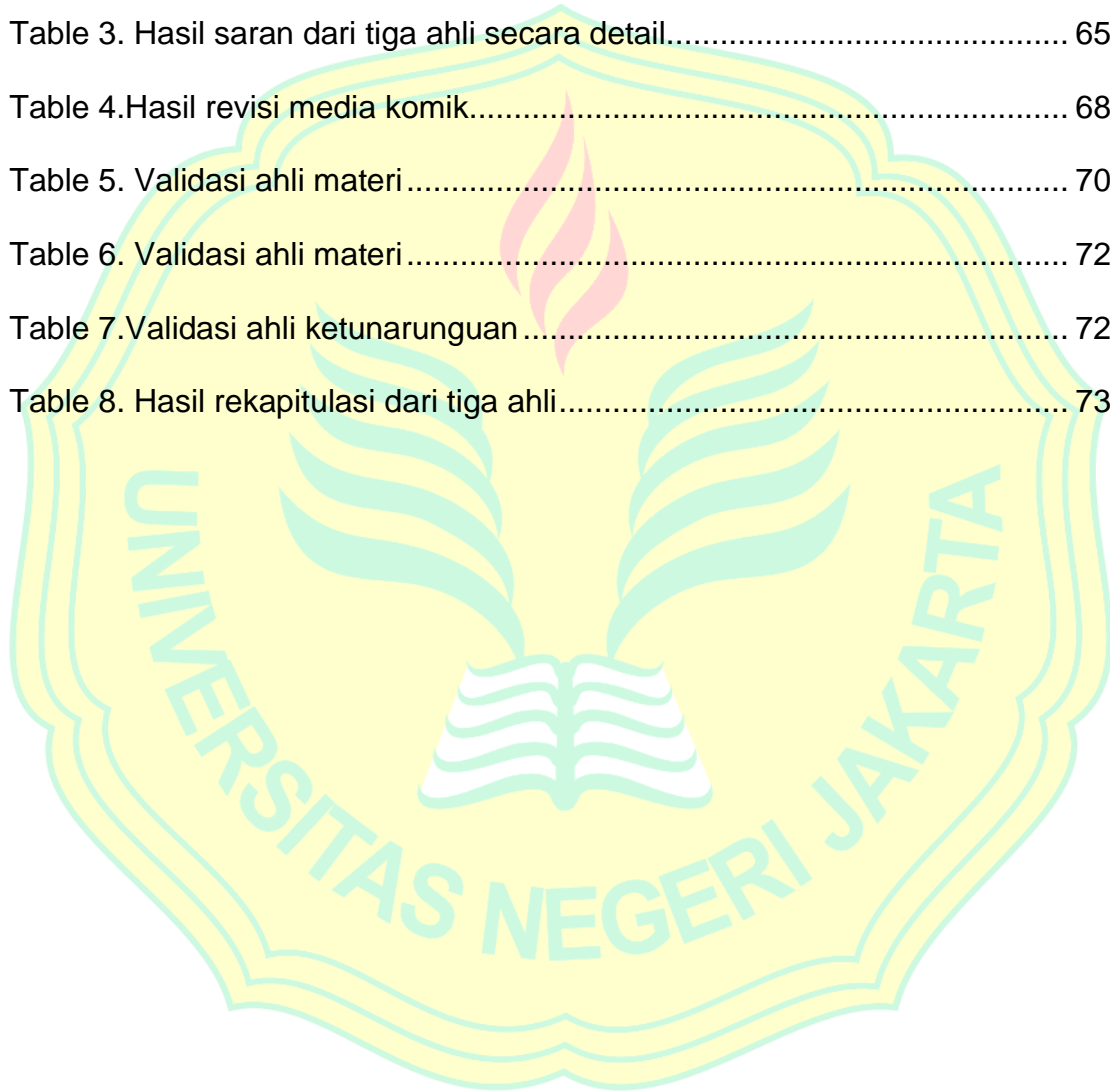 Table 3. Hasil saran dari tiga ahli secara detail.............................................. 65
Table 4.Hasil revisi media komik.................................................................... 68
Table 5. Validasi ahli materi ........................................................................... 70
Table 6. Validasi ahli materi ........................................................................... 72
Table 7.Validasi ahli ketunarunguan .............................................................. 72
Table 8. Hasil rekapitulasi dari tiga ahli.......................................................... 73
UNIVERSITAS NEGERI JAKARTA